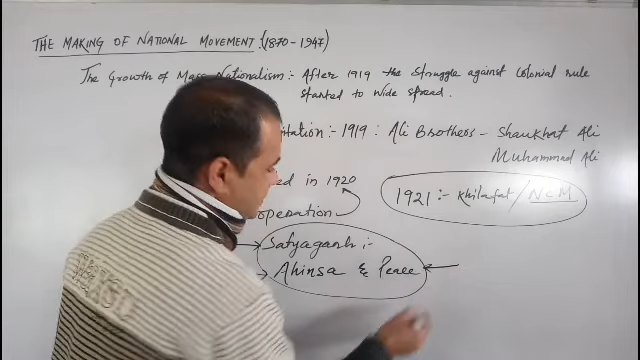 THE MAKING OF NATIONAL MOVEMENT: (1870-1947)
The Growth of Mass Nationalism:- After 1919 the struggle against colonial rule
started to wide spread.
itation:- 1919: Ali Brothers - Shaukhat Ali
Muhammad Ali
ed in 1920
1921:- Khilafat/NCM
operation
Satyagarh:-
Ahinsa & Peace